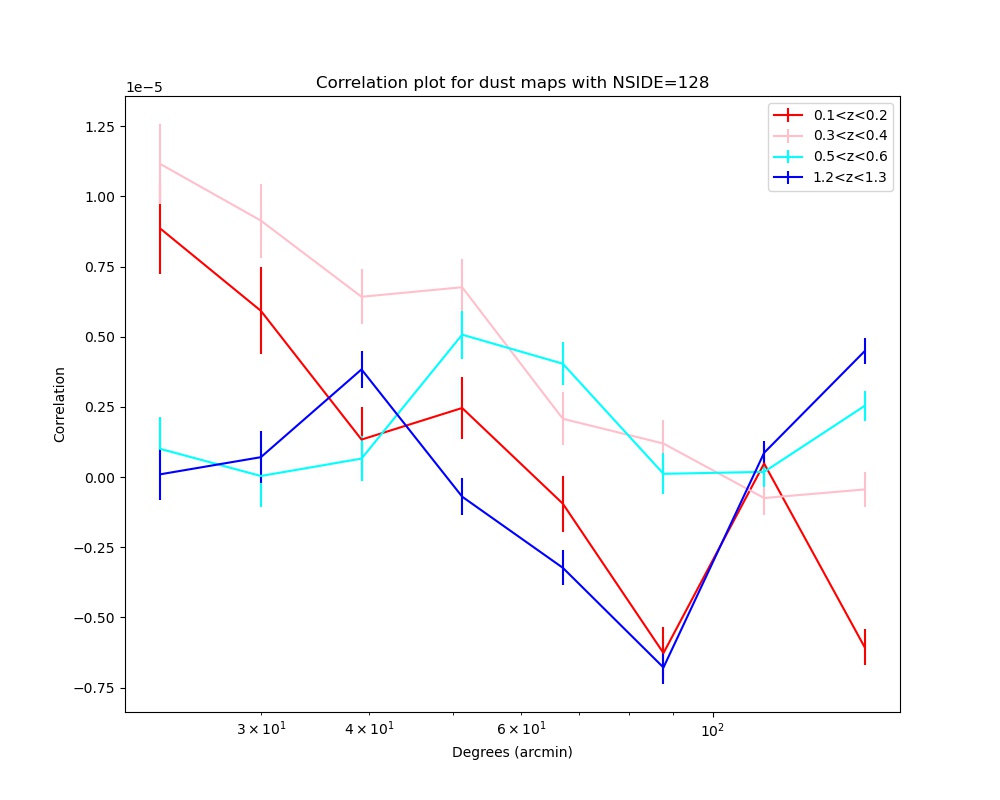 Correlation plot for dust maps with NSIDE=128
1e−5
1.25
1.00
0.75
0.50
0.25
0.00
−0.25
−0.50
−0.75
Correlation
3 × 10¹
4 × 10¹
6 × 10¹
10²
Degrees (arcmin)
0.1<z<0.2
0.3<z<0.4
0.5<z<0.6
1.2<z<1.3